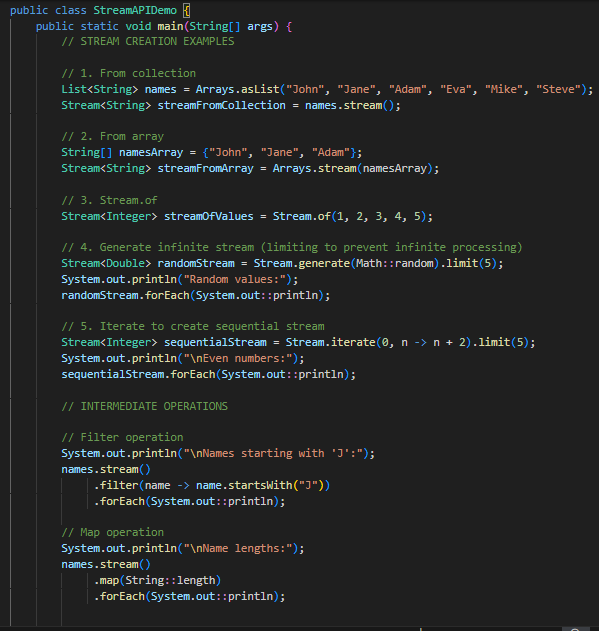 public class StreamAPIDemo {
public static void main(String[] args) {
// STREAM CREATION EXAMPLES
// 1. From collection
List<String> names = Arrays.asList("John", "Jane", "Adam", "Eva", "Mike", "Steve");
Stream<String> streamFromCollection = names.stream();
// 2. From array
String[] namesArray = {"John", "Jane", "Adam"};
Stream<String> streamFromArray = Arrays.stream(namesArray);
// 3. Stream.of
Stream<Integer> streamOfValues = Stream.of(1, 2, 3, 4, 5);
// 4. Generate infinite stream (limiting to prevent infinite processing)
Stream<Double> randomStream = Stream.generate(Math::random).limit(5);
System.out.println("Random values:");
randomStream.forEach(System.out::println);
// 5. Iterate to create sequential stream
Stream<Integer> sequentialStream = Stream.iterate(0, n -> n + 2).limit(5);
System.out.println("\nEven numbers:");
sequentialStream.forEach(System.out::println);
// INTERMEDIATE OPERATIONS
// Filter operation
System.out.println("\nNames starting with 'J':");
names.stream()
.filter(name -> name.startsWith("J"))
.forEach(System.out::println);
// Map operation
System.out.println("\nName lengths:");
names.stream()
.map(String::length)
.forEach(System.out::println);